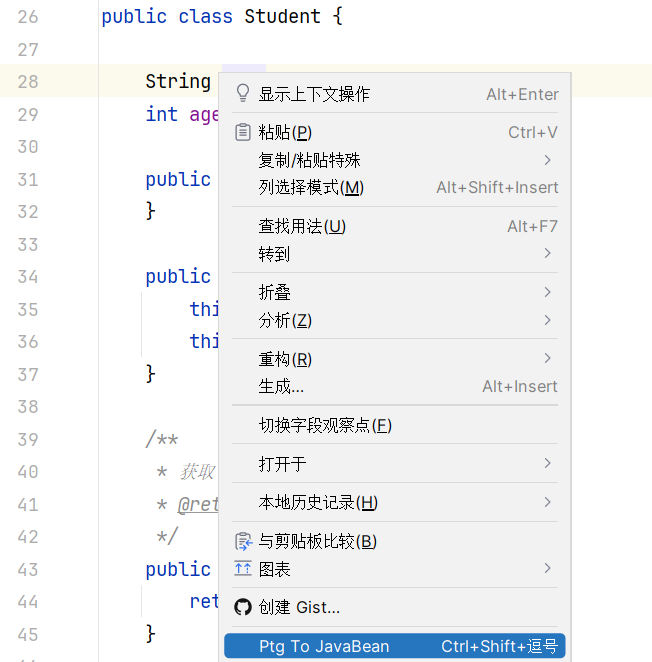 26 public class Student {
27
28 String
29 int age
30
31 public
32 }
33
34 public
35 thi
36 thi
37 }
38
39 /**
40 * 获取
41 * @ret
42 */
43 public
44 ret
45 }
显示上下文操作 Alt+Enter
粘贴(P) Ctrl+V
复制/粘贴特殊
列选择模式(M) Alt+Shift+Insert
查找用法(U) Alt+F7
转到
折叠
分析(Z)
重构(R)
生成... Alt+Insert
切换字段观察点(F)
打开于
本地历史记录(H)
与剪贴板比较(B)
图表
创建 Gist...
Ptg To JavaBean Ctrl+Shift+逗号